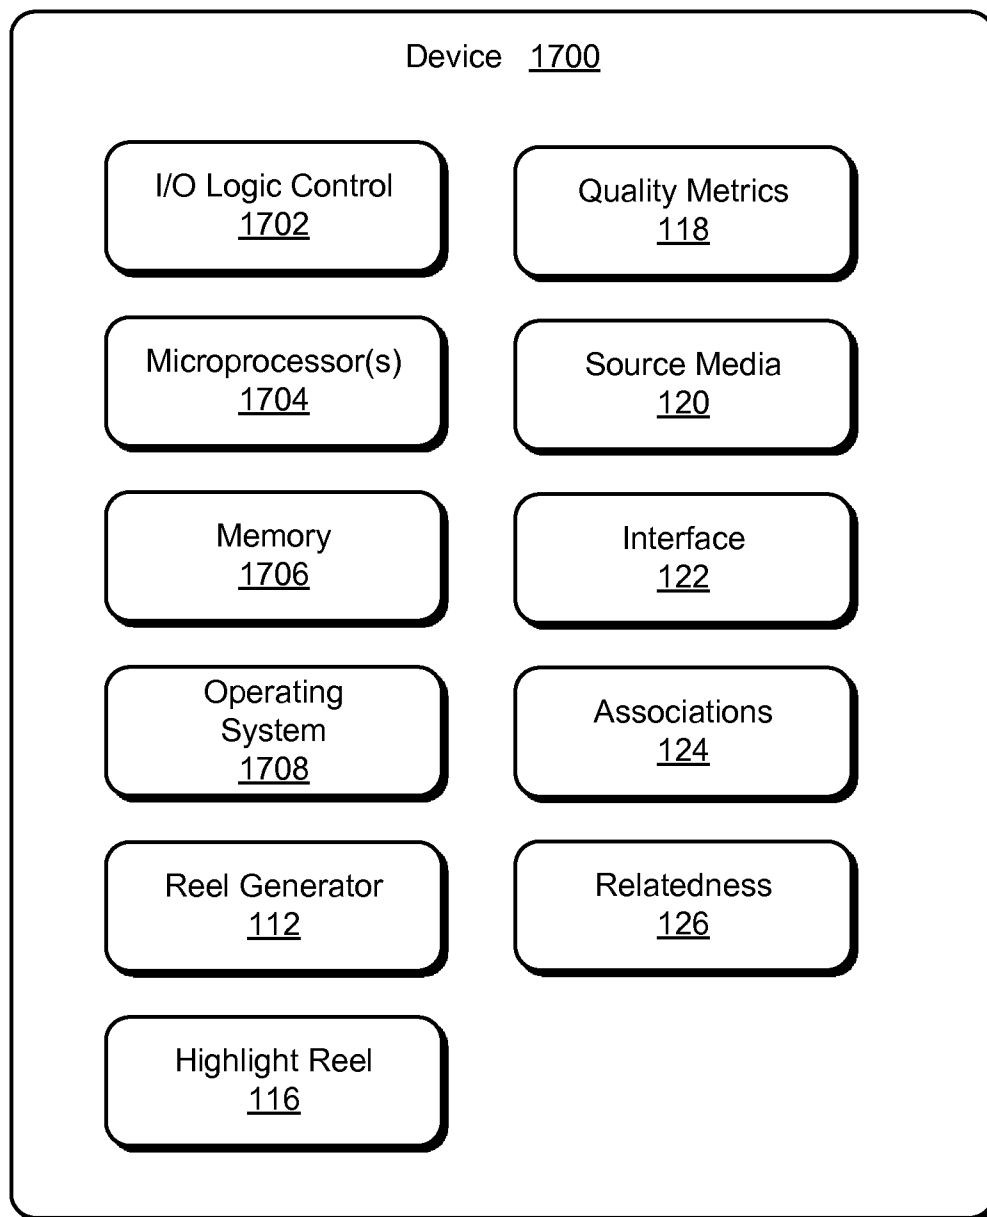 Device 1700
I/O Logic Control
1702
Microprocessor(s)
1704
Memory
1706
Operating
System
1708
Reel Generator
112
Highlight Reel
116
Quality Metrics
118
Source Media
120
Interface
122
Associations
124
Relatedness
126